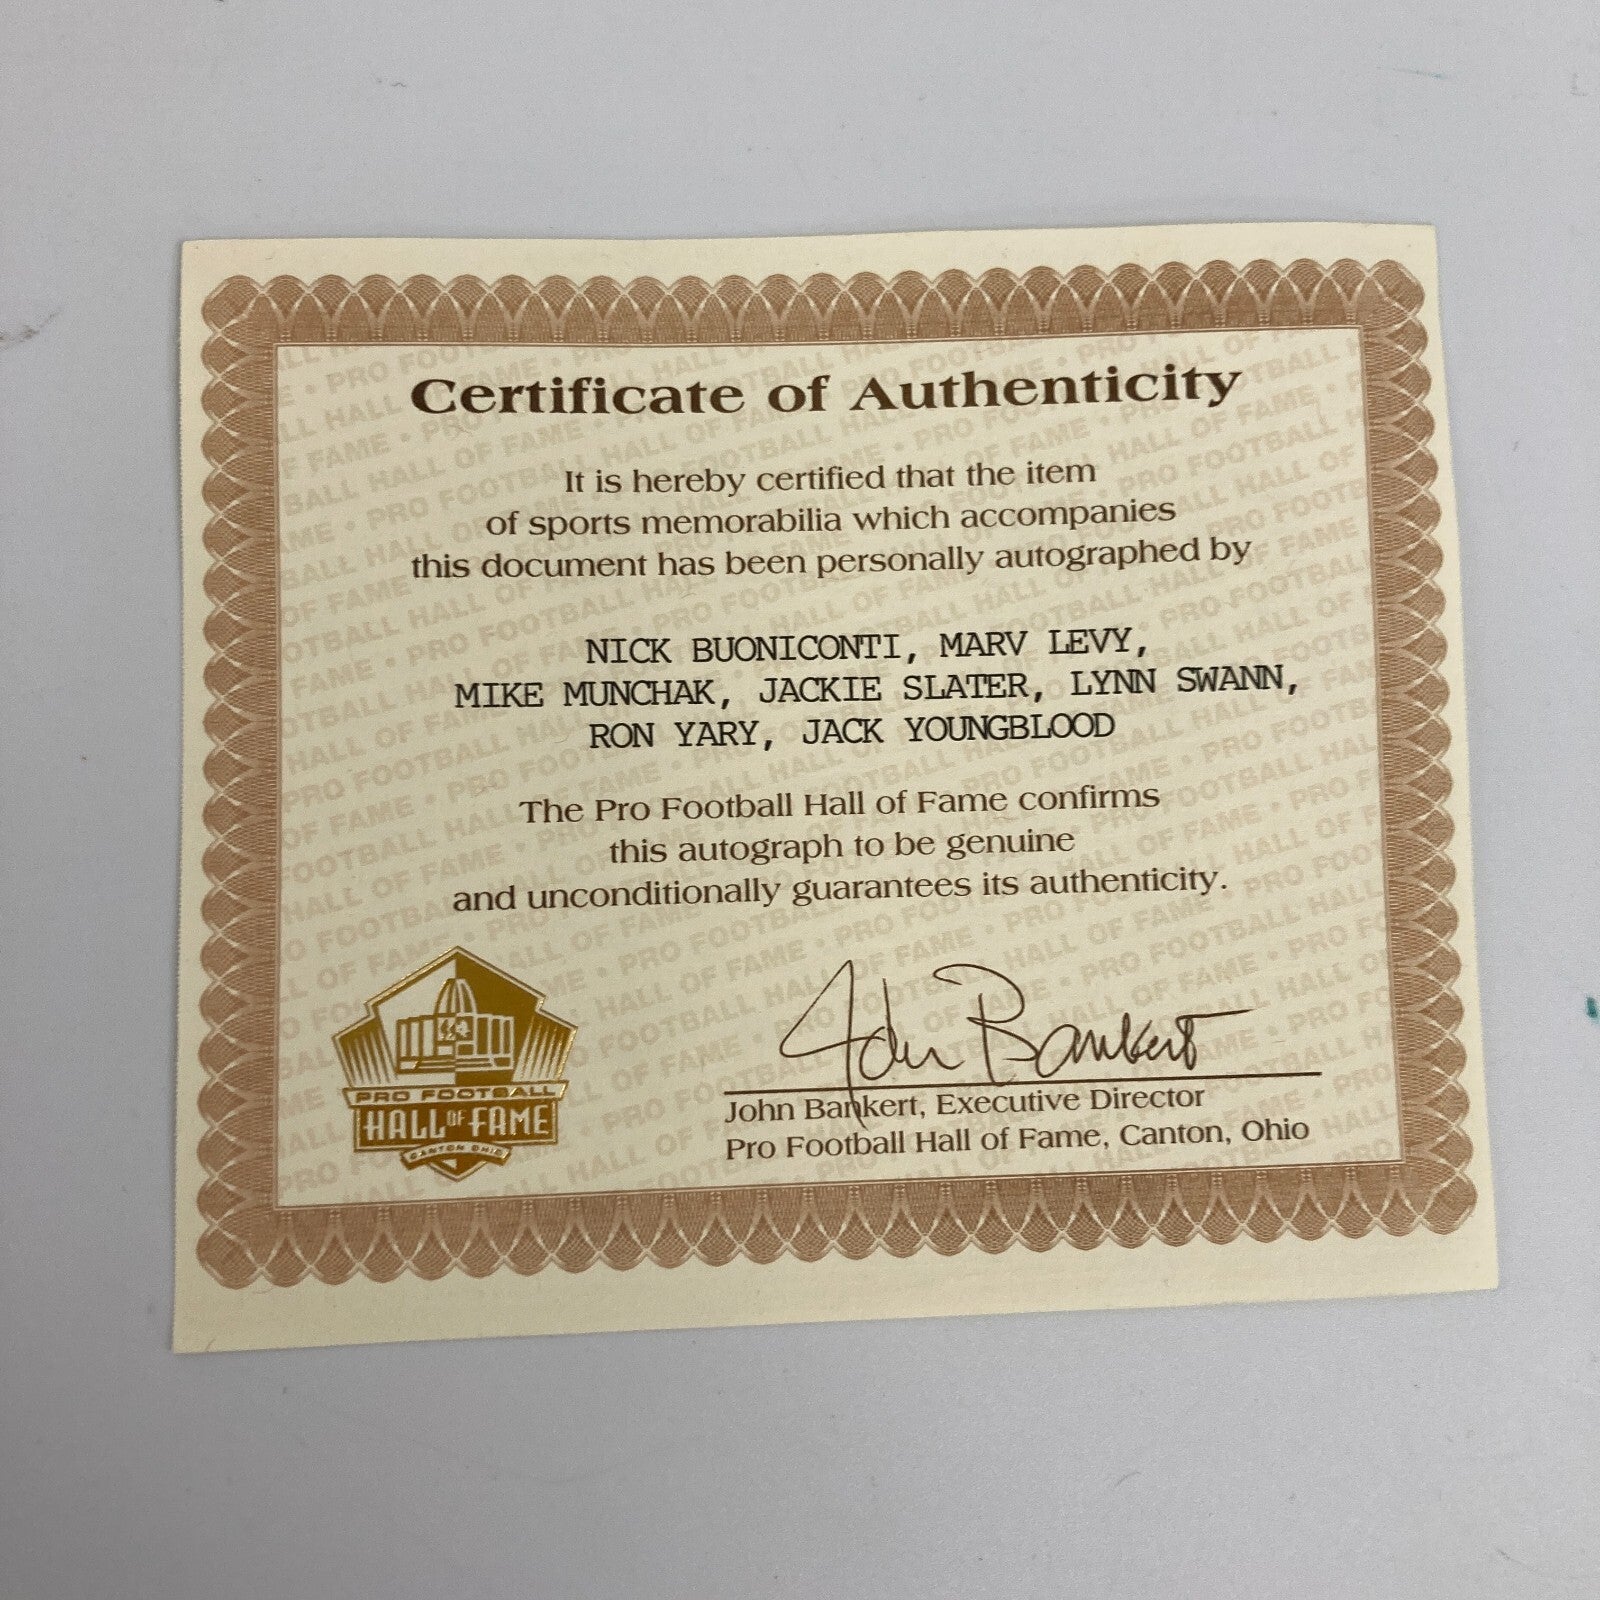 Certificate of Authenticity
It is hereby certified that the item
of sports memorabilia which accompanies
this document has been personally autographed by
NICK BUONICONTI, MARV LEVY,
MIKE MUNCHAK, JACKIE SLATER, LYNN SWANN,
RON YARY, JACK YOUNGBLOOD
The Pro Football Hall of Fame confirms
this autograph to be genuine
and unconditionally guarantees its authenticity.
PRO FOOTBALL
HALL OF FAME
CANTON OHIO
John Bankert
John Bankert, Executive Director
Pro Football Hall of Fame, Canton, Ohio